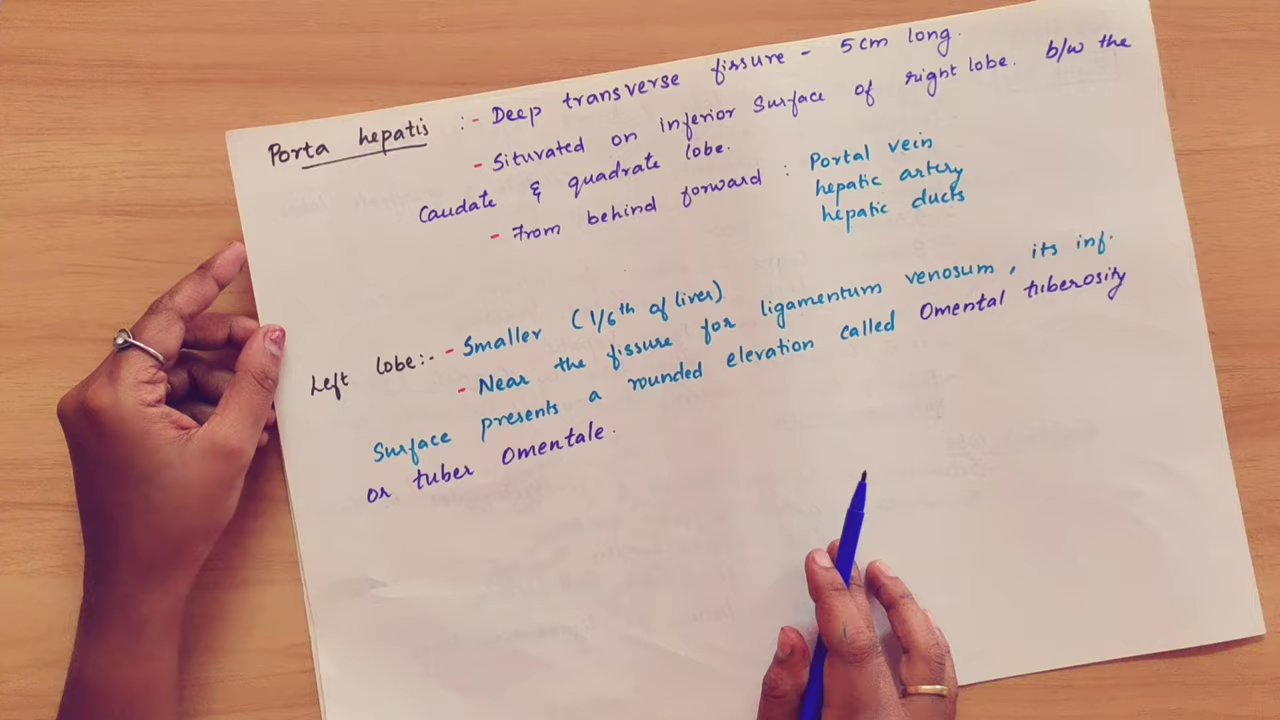 Porta hepatis :- Deep transverse fissure - 5cm long.
- Situvated on inferior surface of right lobe. b/w the
Caudate & quadrate lobe.
- From behind forward : Portal vein
hepatic artery
hepatic ducts
Left lobe:- - Smaller (1/6th of liver)
- Near the fissure for ligamentum venosum, its inf.
Surface presents a rounded elevation called Omental tuberosity
or tuber omentale.